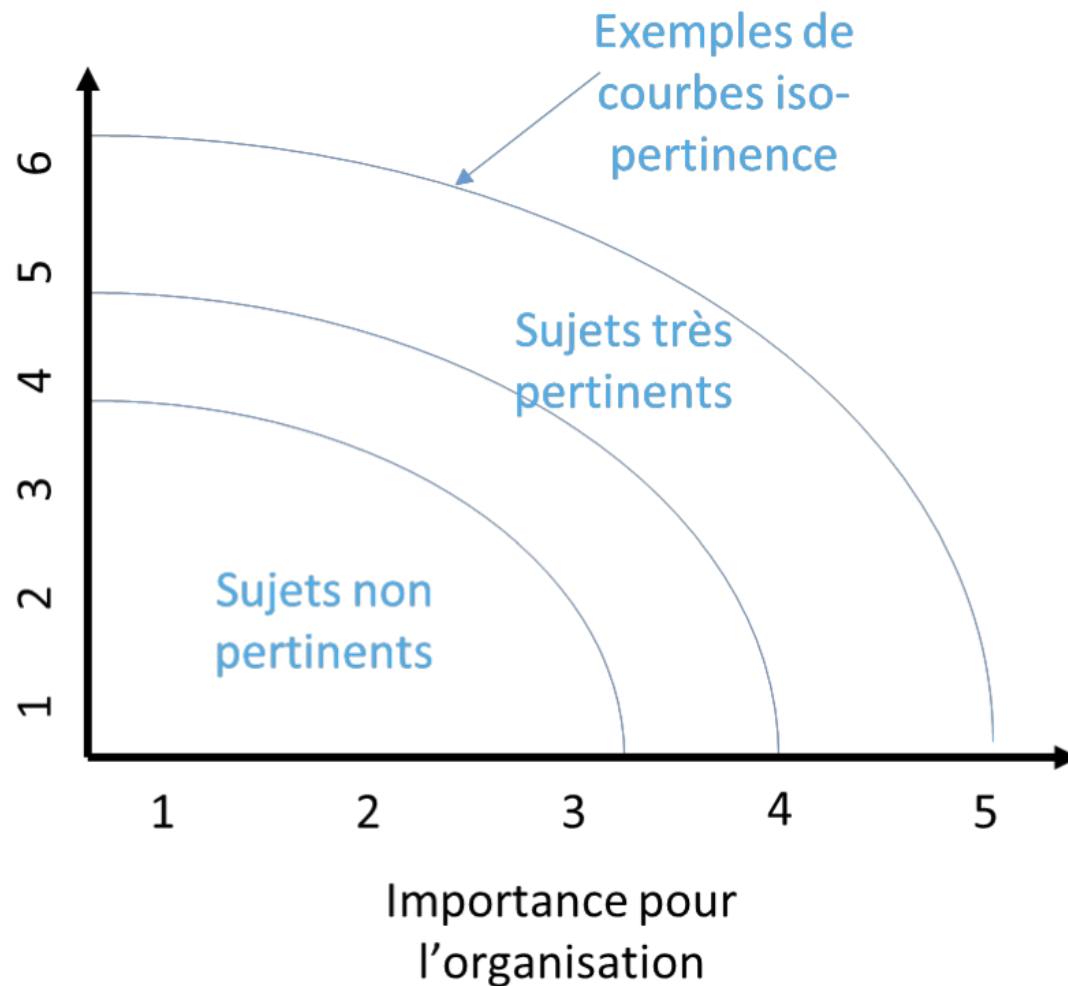 Exemples de
courbes iso-
pertinence
6
5
4
3
2
1
Sujets très
pertinents
Sujets non
pertinents
1 2 3 4 5
Importance pour
l’organisation